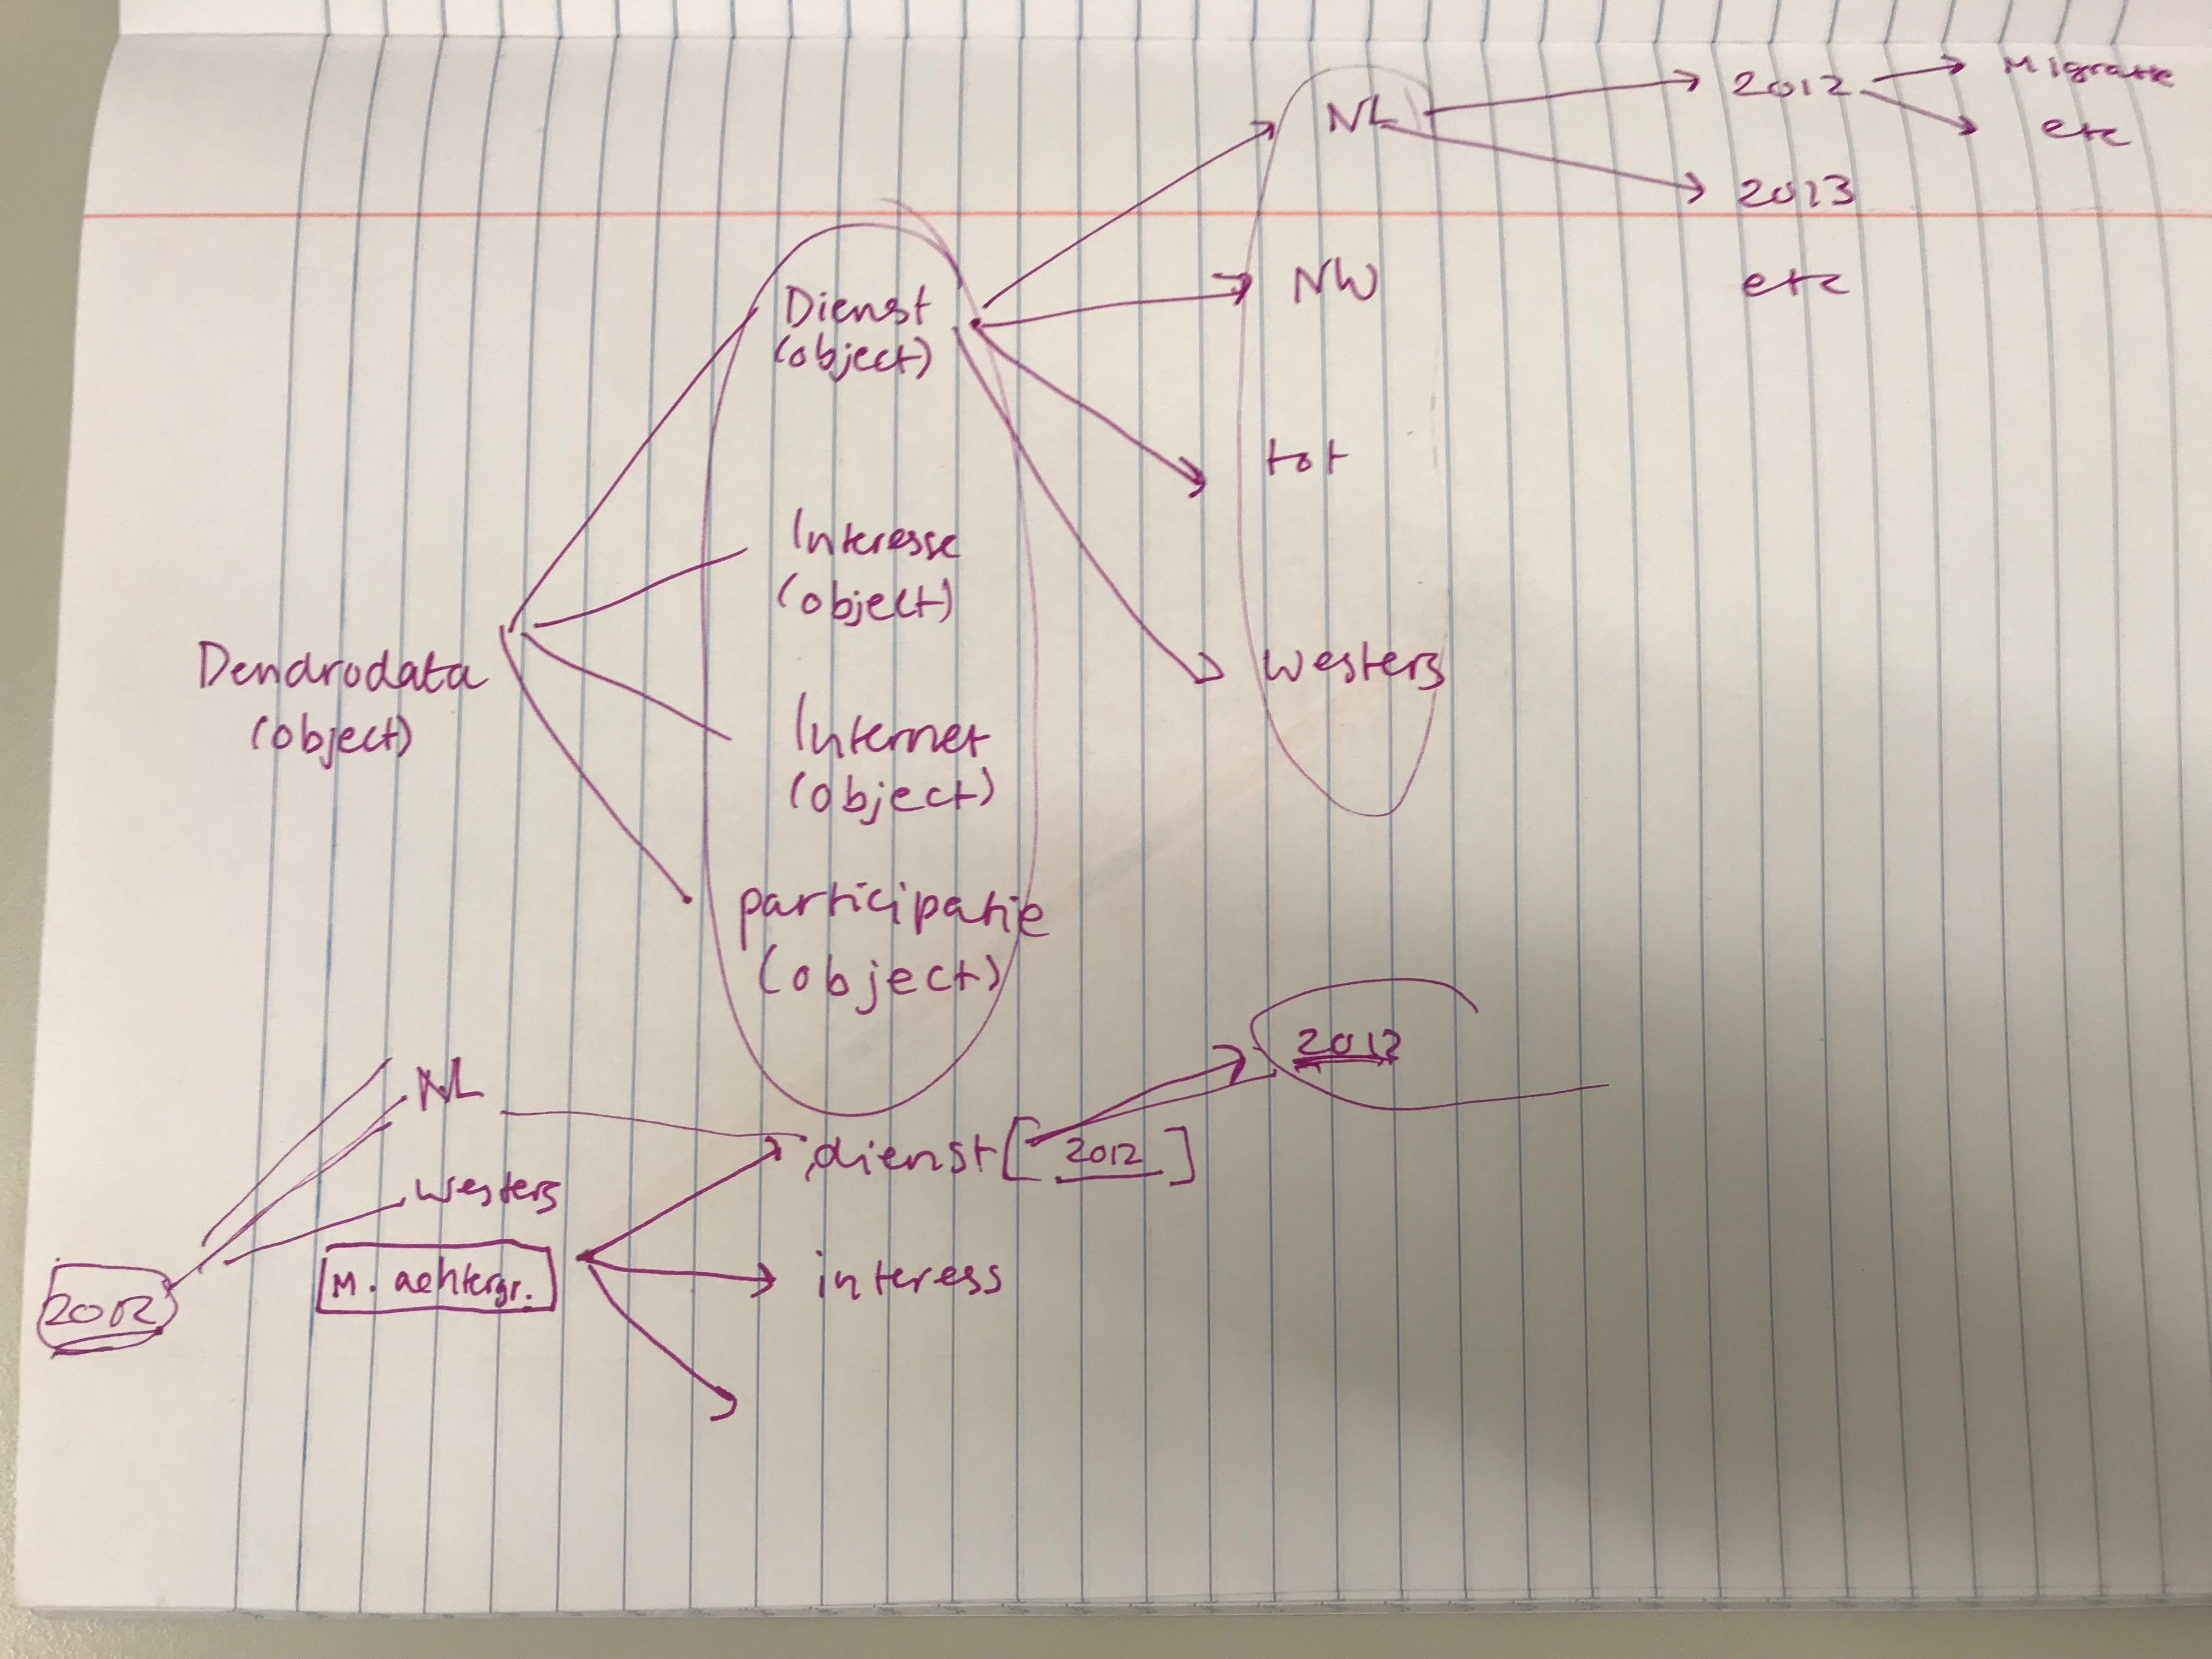 NL
2012
Migratie
etc
2013
etc
Dienst
(object)
NW
tot
Interesse
(object)
Westers
Dendrodata
(object)
Internet
(object)
participatie
(object)
2012
NL
dienst [ 2012 ]
westers
M. achtergr.
interess
2012